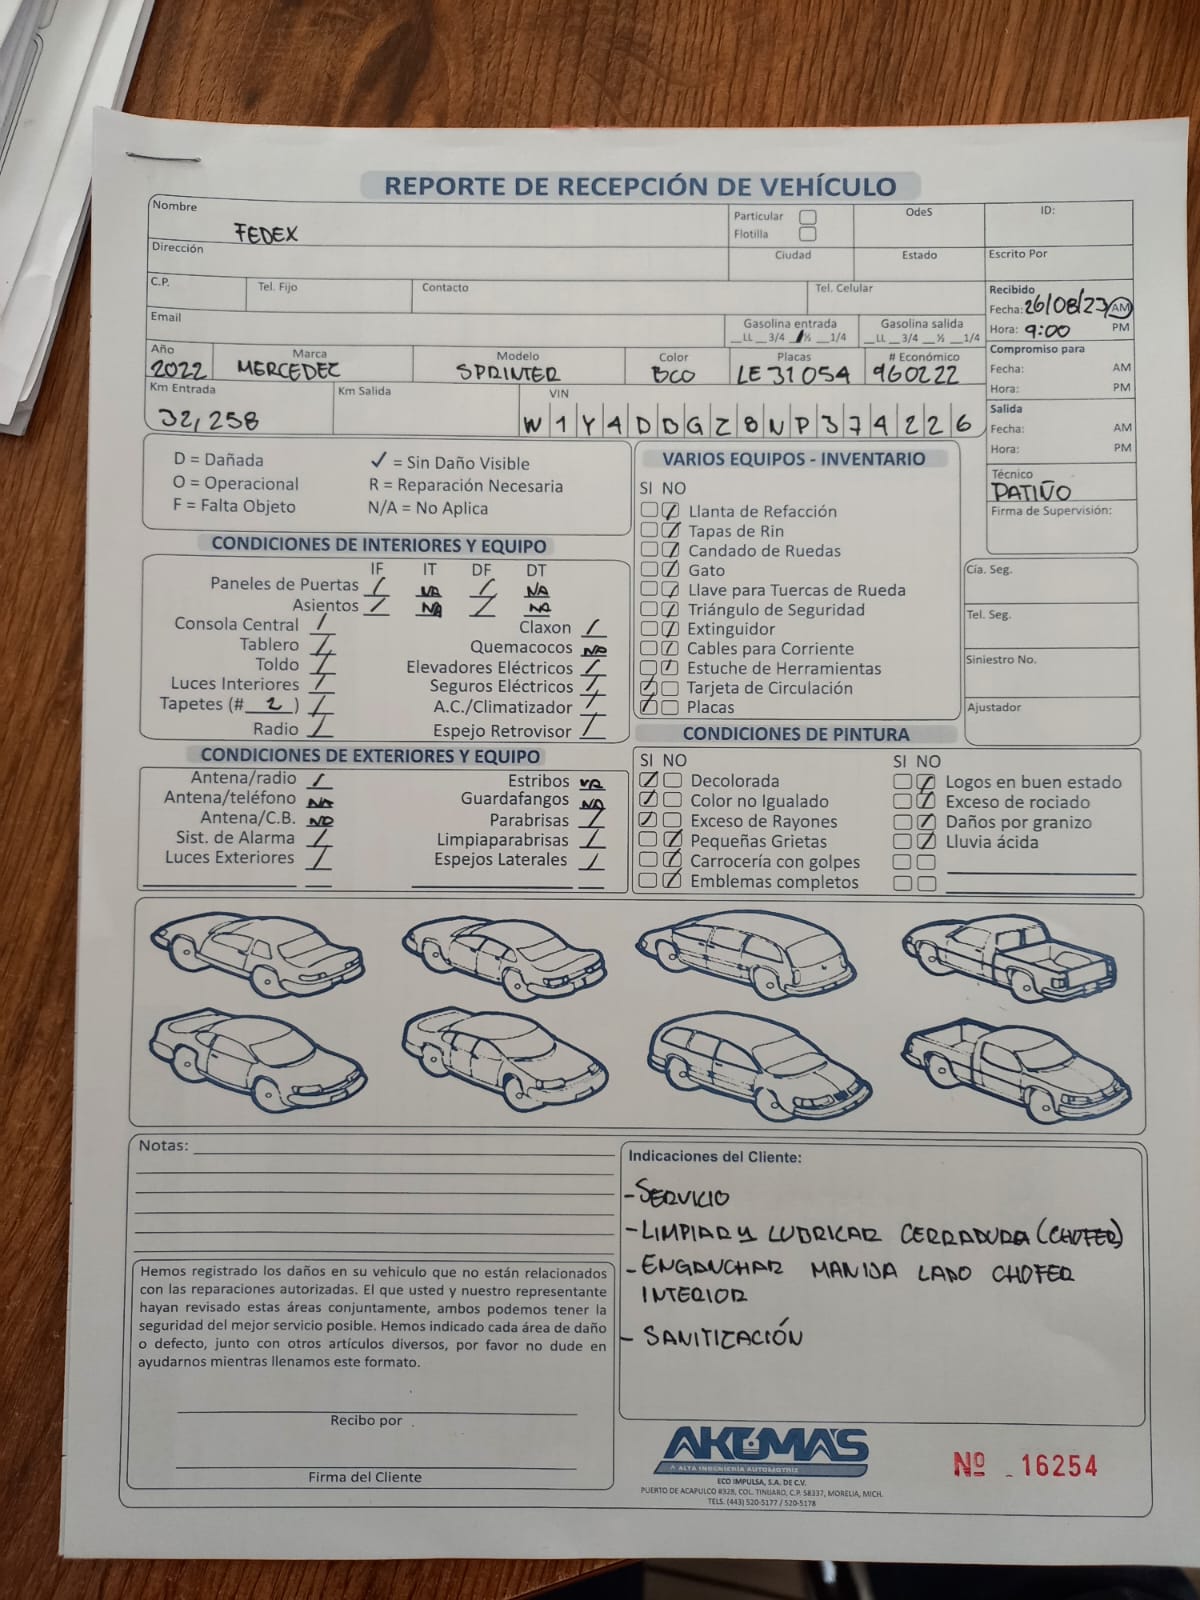 REPORTE DE RECEPCIÓN DE VEHÍCULO
Nombre FEDEX Particular Flotilla OdeS ID:
Dirección Ciudad Estado Escrito Por
C.P. Tel. Fijo Contacto Tel. Celular
Recibido
Fecha: 26/08/23 AM
Hora: 9:00 PM
Email Gasolina entrada Gasolina salida
_LL _3/4 _½ _1/4 _LL _3/4 _½ _1/4
Año Marca Modelo Color Placas # Económico
2022 MERCEDEC SPRINTER BCO LE31054 960222
Compromiso para
Fecha: AM
Hora: PM
Km Entrada Km Salida VIN
32,258 W1Y4DDGZ8NP374226
Salida
Fecha: AM
Hora: PM
Técnico
PATIÑO
Firma de Supervisión:
D = Dañada ✓ = Sin Daño Visible
O = Operacional R = Reparación Necesaria
F = Falta Objeto N/A = No Aplica
CONDICIONES DE INTERIORES Y EQUIPO
IF IT DF DT
Paneles de Puertas / NA / NA
Asientos / NA / NA
Consola Central / Claxon /
Tablero / Quemacocos NA
Toldo / Elevadores Eléctricos /
Luces Interiores / Seguros Eléctricos /
Tapetes (# 2 ) / A.C./Climatizador /
Radio / Espejo Retrovisor /
VARIOS EQUIPOS - INVENTARIO
SI NO
Llanta de Refacción
Tapas de Rin
Candado de Ruedas
Gato
Llave para Tuercas de Rueda
Triángulo de Seguridad
Extinguidor
Cables para Corriente
Estuche de Herramientas
Tarjeta de Circulación
Placas
Cía. Seg.
Tel. Seg.
Siniestro No.
Ajustador
CONDICIONES DE EXTERIORES Y EQUIPO
Antena/radio / Estribos NA
Antena/teléfono NA Guardafangos NA
Antena/C.B. NA Parabrisas /
Sist. de Alarma / Limpiaparabrisas /
Luces Exteriores / Espejos Laterales /
CONDICIONES DE PINTURA
SI NO SI NO
Decolorada Logos en buen estado
Color no Igualado Exceso de rociado
Exceso de Rayones Daños por granizo
Pequeñas Grietas Lluvia ácida
Carrocería con golpes
Emblemas completos
Notas:
Indicaciones del Cliente:
- SERVICIO
- LIMPIAR Y LUBRICAR CERRADURA (CHOFER)
- ENGANCHAR MANIJA LADO CHOFER
INTERIOR
- SANITIZACIÓN
Hemos registrado los daños en su vehiculo que no están relacionados
con las reparaciones autorizadas. El que usted y nuestro representante
hayan revisado estas áreas conjuntamente, ambos podemos tener la
seguridad del mejor servicio posible. Hemos indicado cada área de daño
o defecto, junto con otros artículos diversos, por favor no dude en
ayudarnos mientras llenamos este formato.
Recibo por
Firma del Cliente
AKUMA'S
ALTA INGENIERÍA AUTOMOTRIZ
ECO IMPULSA, S.A. DE C.V.
PUERTO DE ACAPULCO #328, COL. TINIJARO, C.P. 58337, MORELIA, MICH.
TELS. (443) 520-5177 / 520-5178
Nº 16254